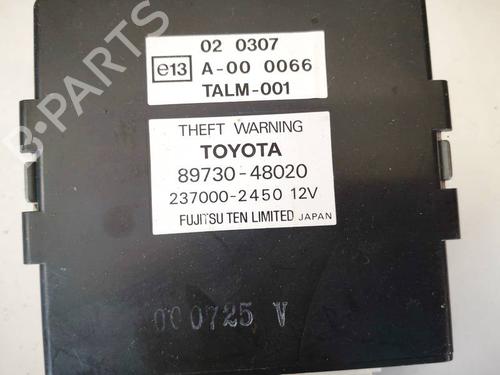 02 0307
e13 A-00 0066
TALM-001
THEFT WARNING
TOYOTA
89730-48020
237000-2450 12V
FUJITSU TEN LIMITED JAPAN
000725 V
B-PARTS